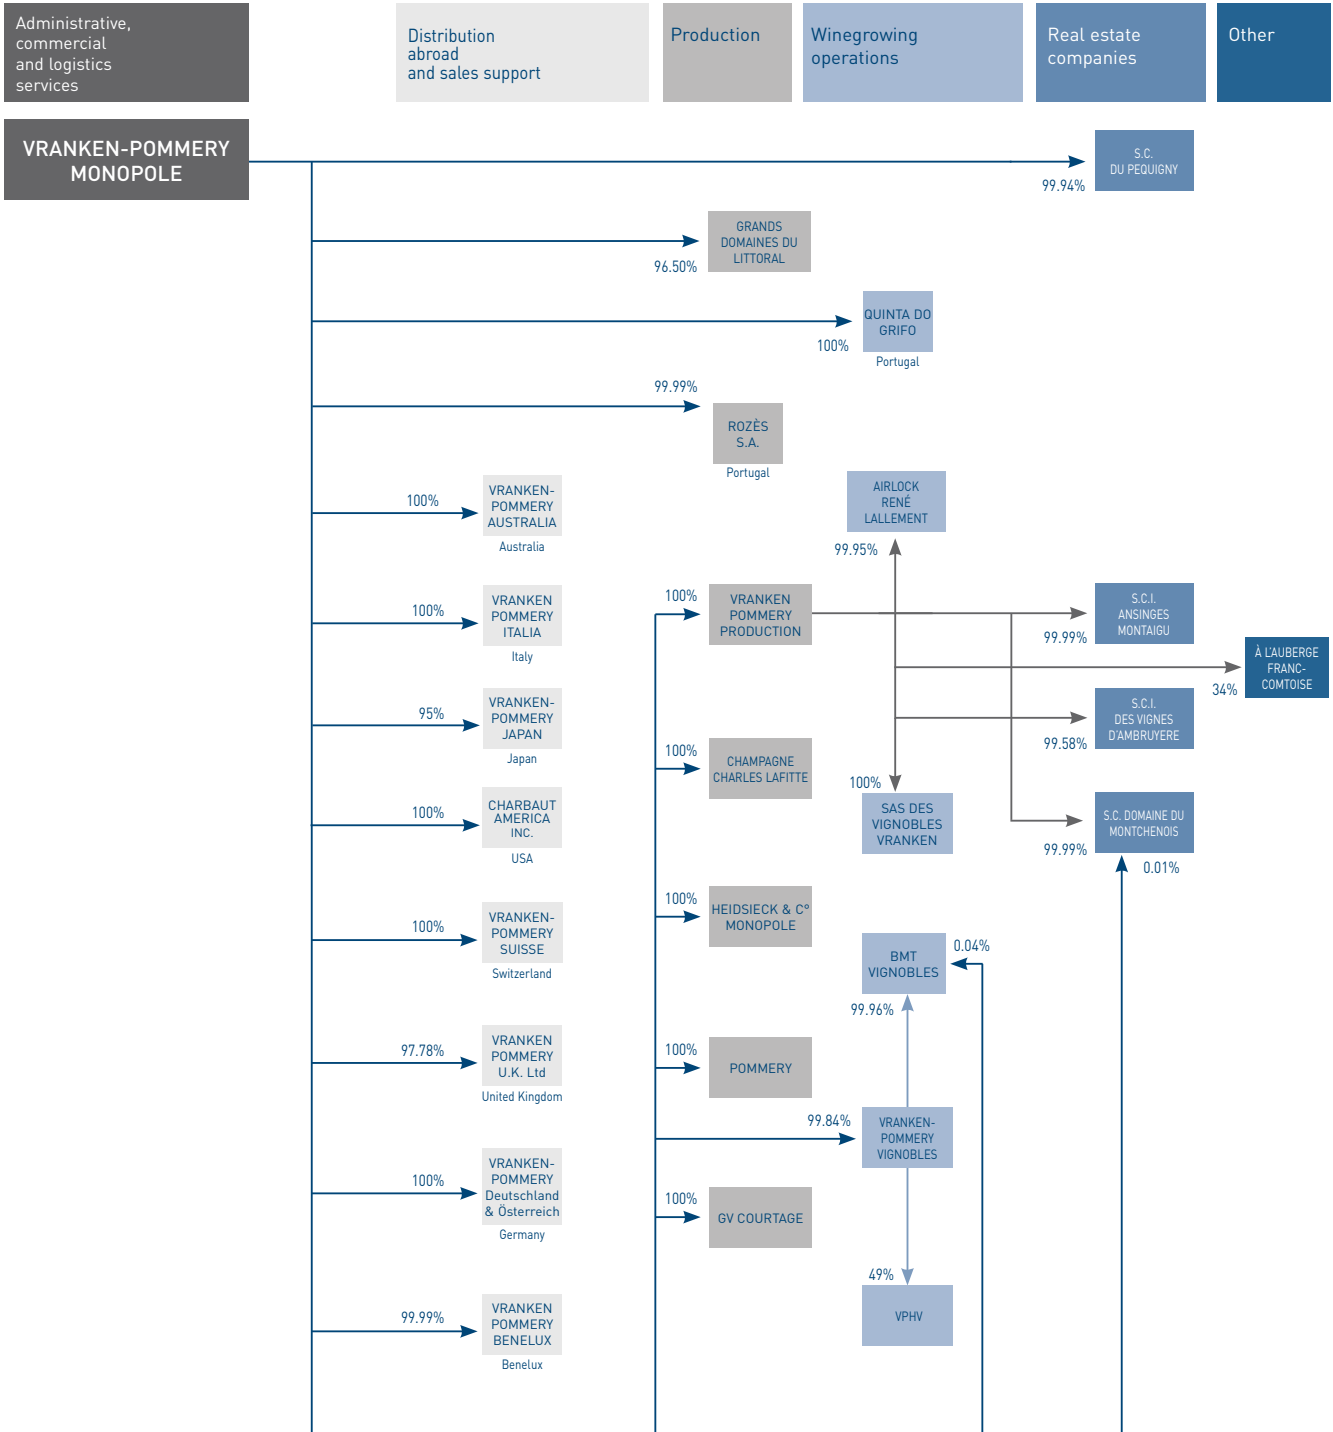 Administrative,
commercial
and logistics
services
Distribution
abroad
and sales support
Production
Winegrowing
operations
Real estate
companies
Other
VRANKEN-POMMERY
MONOPOLE
S.C.
DU PEQUIGNY
99.94%
GRANDS
DOMAINES DU
LITTORAL
96.50%
QUINTA DO
GRIFO
100%
Portugal
99.99%
ROZÈS
S.A.
Portugal
AIRLOCK
RENÉ
LALLEMENT
99.95%
100%
VRANKEN-
POMMERY
AUSTRALIA
Australia
100%
VRANKEN
POMMERY
ITALIA
Italy
100%
VRANKEN
POMMERY
PRODUCTION
S.C.I.
ANSINGES
MONTAIGU
99.99%
À L'AUBERGE
FRANC-
COMTOISE
34%
95%
VRANKEN-
POMMERY
JAPAN
Japan
S.C.I.
DES VIGNES
D'AMBRUYERE
99.58%
100%
CHAMPAGNE
CHARLES LAFITTE
100%
SAS DES
VIGNOBLES
VRANKEN
100%
CHARBAUT
AMERICA
INC.
USA
S.C. DOMAINE DU
MONTCHENOIS
99.99%
0.01%
100%
VRANKEN-
POMMERY
SUISSE
Switzerland
100%
HEIDSIECK & C°
MONOPOLE
BMT
VIGNOBLES
0.04%
99.96%
97.78%
VRANKEN
POMMERY
U.K. Ltd
United Kingdom
100%
POMMERY
99.84%
VRANKEN-
POMMERY
VIGNOBLES
100%
VRANKEN-
POMMERY
Deutschland
& Österreich
Germany
100%
GV COURTAGE
49%
VPHV
99.99%
VRANKEN
POMMERY
BENELUX
Benelux